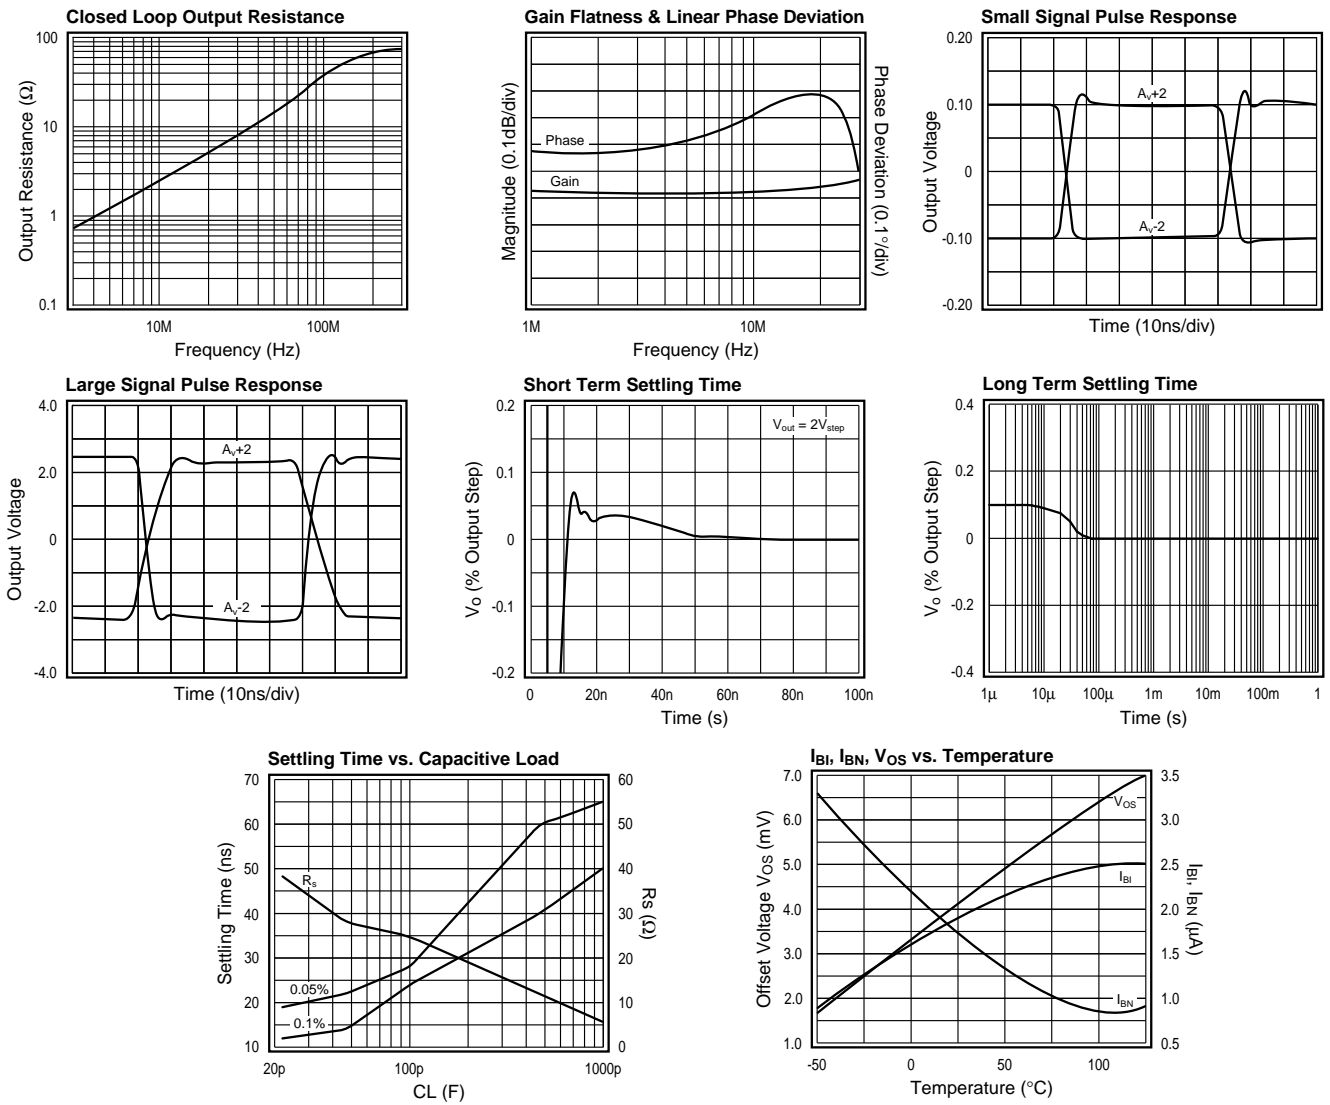 Closed Loop Output Resistance
100
10
1
0.1
Output Resistance (Ω)
10M
100M
Frequency (Hz)
Gain Flatness & Linear Phase Deviation
Magnitude (0.1dB/div)
Phase
Gain
Phase Deviation (0.1°/div)
1M
10M
Frequency (Hz)
Small Signal Pulse Response
0.20
0.10
0
-0.10
-0.20
Output Voltage
Av+2
Av-2
Time (10ns/div)
Large Signal Pulse Response
4.0
2.0
0
-2.0
-4.0
Output Voltage
Av+2
Av-2
Time (10ns/div)
Short Term Settling Time
0.2
0.1
0
-0.1
-0.2
Vo (% Output Step)
Vout = 2Vstep
0
20n
40n
60n
80n
100n
Time (s)
Long Term Settling Time
0.4
0.2
0
-0.2
-0.4
Vo (% Output Step)
1µ
10µ
100µ
1m
10m
100m
1
Time (s)
Settling Time vs. Capacitive Load
70
60
50
40
30
20
10
Settling Time (ns)
Rs
0.05%
0.1%
60
50
40
30
20
10
0
Rs (Ω)
20p
100p
1000p
CL (F)
IBI, IBN, VOS vs. Temperature
7.0
6.0
5.0
4.0
3.0
2.0
1.0
Offset Voltage VOS (mV)
VOS
IBI
IBN
3.5
3.0
2.5
2.0
1.5
1.0
0.5
IBI, IBN (µA)
-50
0
50
100
Temperature (°C)